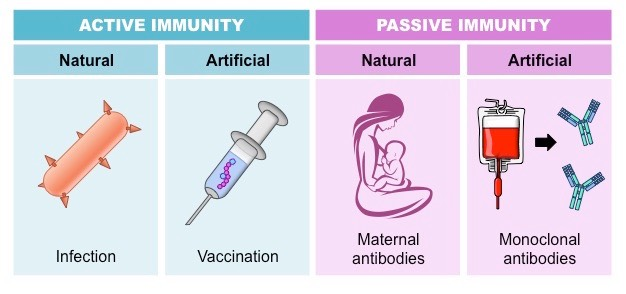 ACTIVE IMMUNITY
PASSIVE IMMUNITY
Natural
Artificial
Natural
Artificial
Infection
Vaccination
Maternal
antibodies
Monoclonal
antibodies